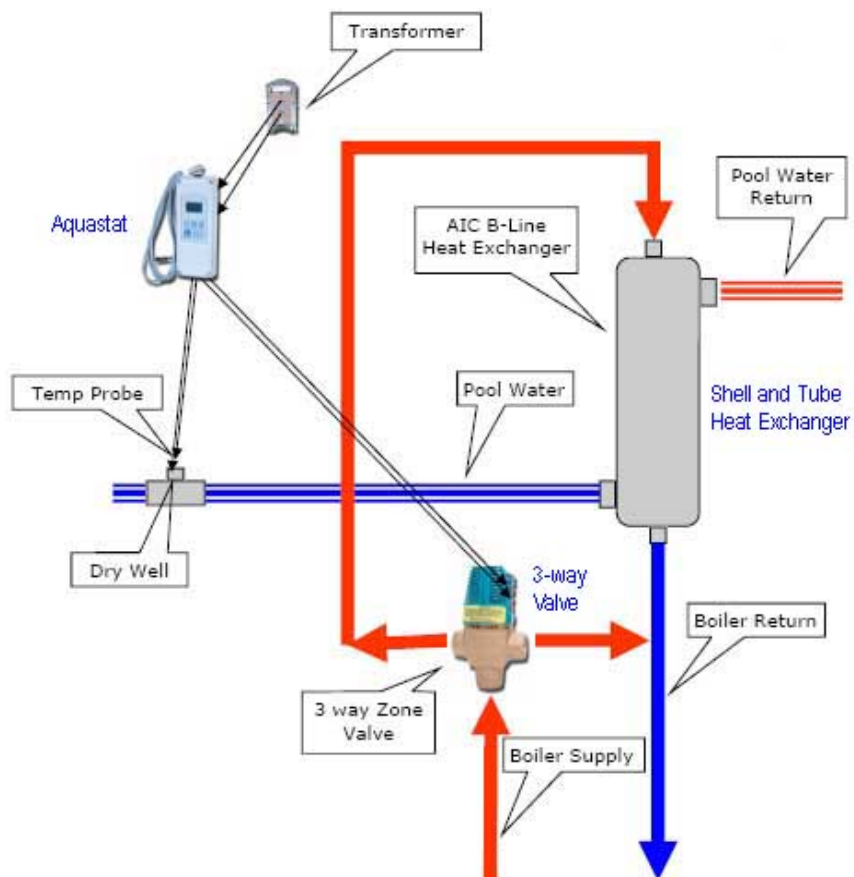 Transformer
Aquastat
AIC B-Line
Heat Exchanger
Pool Water
Return
Temp Probe
Pool Water
Shell and Tube
Heat Exchanger
Dry Well
3-way
Valve
3 way Zone
Valve
Boiler Return
Boiler Supply